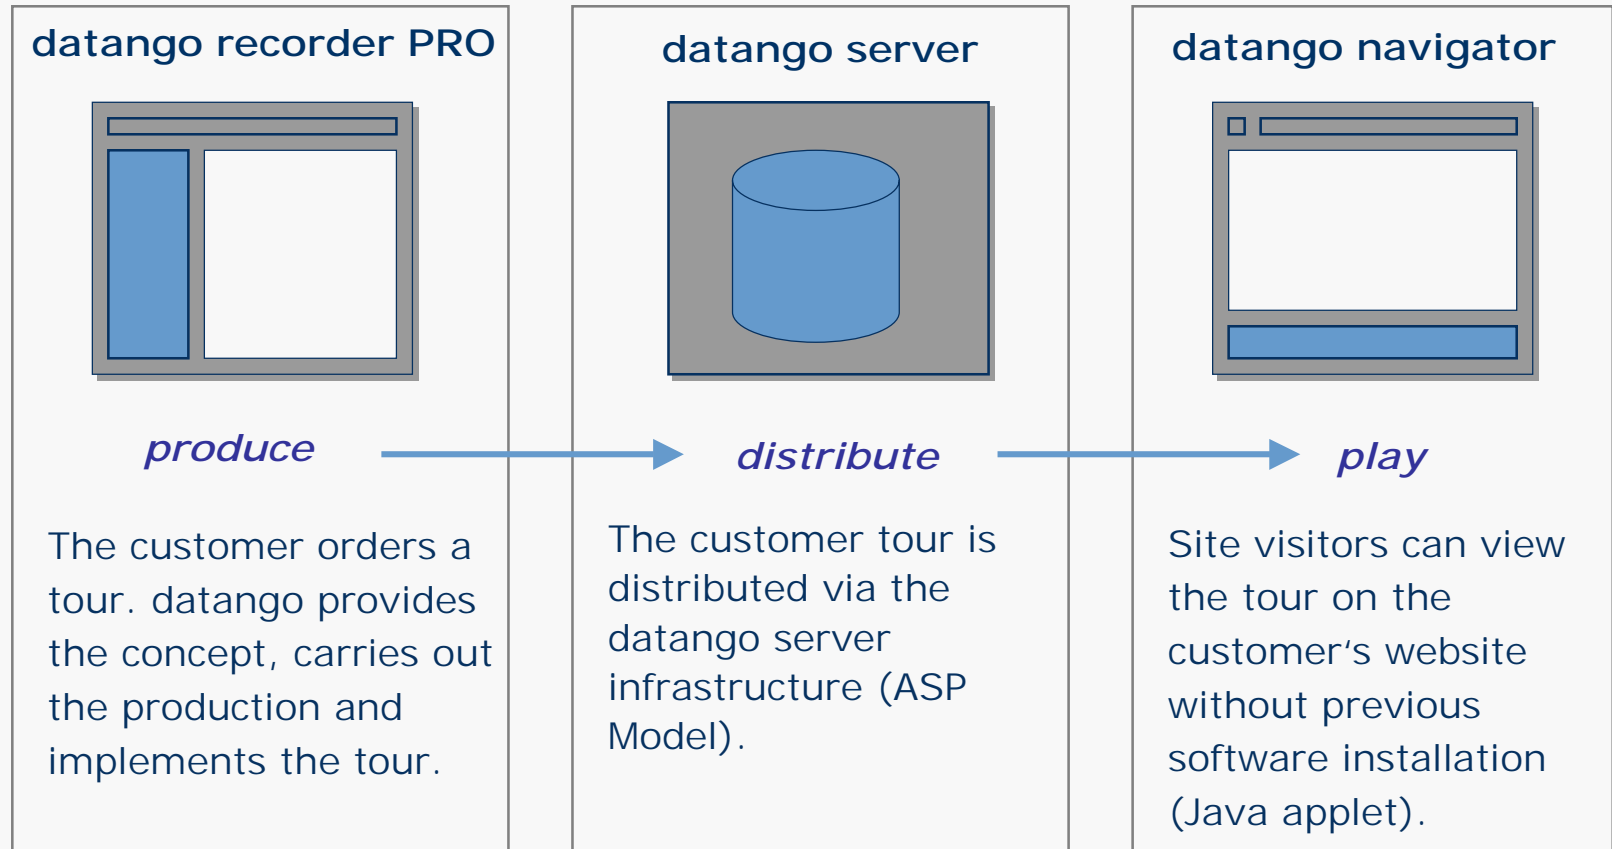 datango recorder PRO
produce
The customer orders a
tour. datango provides
the concept, carries out
the production and
implements the tour.
datango server
distribute
The customer tour is
distributed via the
datango server
infrastructure (ASP
Model).
datango navigator
play
Site visitors can view
the tour on the
customer‘s website
without previous
software installation
(Java applet).